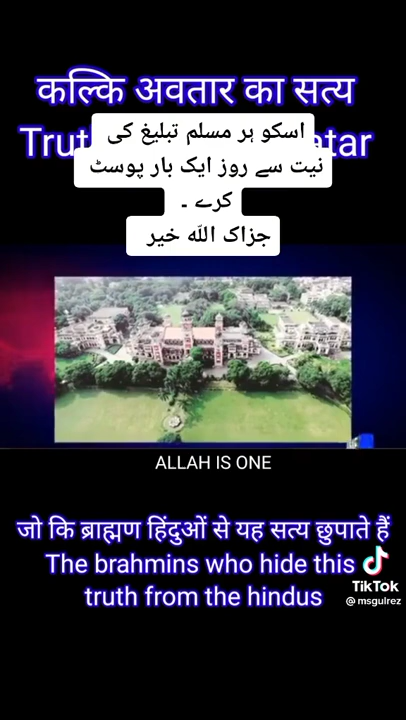 कल्कि अवतार का सत्य
Trut atar
اسکو ہر مسلم تبلیغ کی
نیت سے روز ایک بار پوسٹ
کرے ۔
جزاک اللہ خیر
ALLAH IS ONE
जो कि ब्राह्मण हिंदुओं से यह सत्य छुपाते हैं
The brahmins who hide this
truth from the hindus
TikTok
@msgulrez